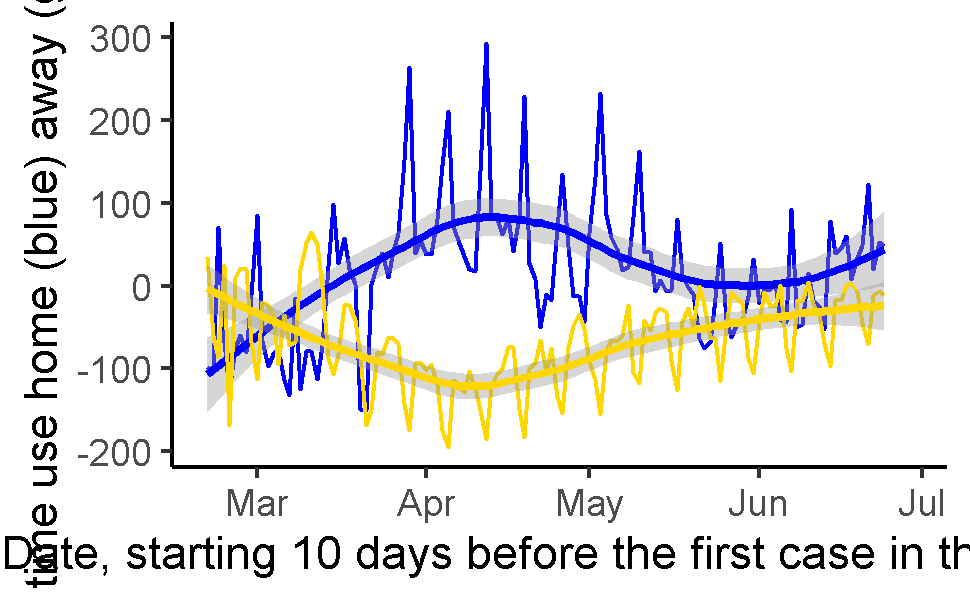 time use home (blue) away (
300
200
100
0
-100
-200
Mar Apr May Jun Jul
Date, starting 10 days before the first case in th